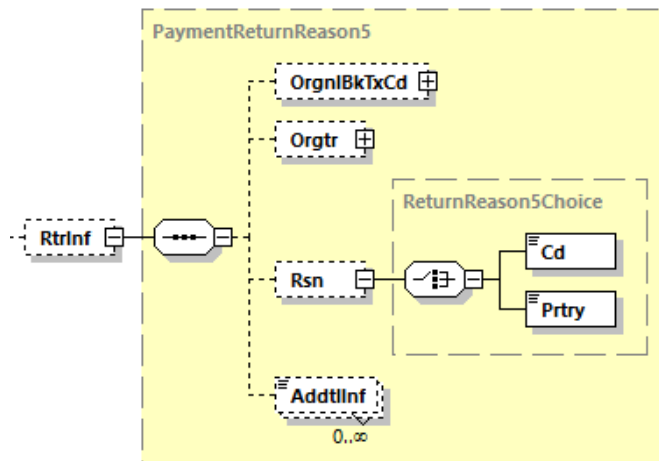 PaymentReturnReason5
OrgnlBkTxCd
Orgtr
ReturnReason5Choice
RtrInf
Cd
Rsn
Prtry
AddtlInf
0..∞